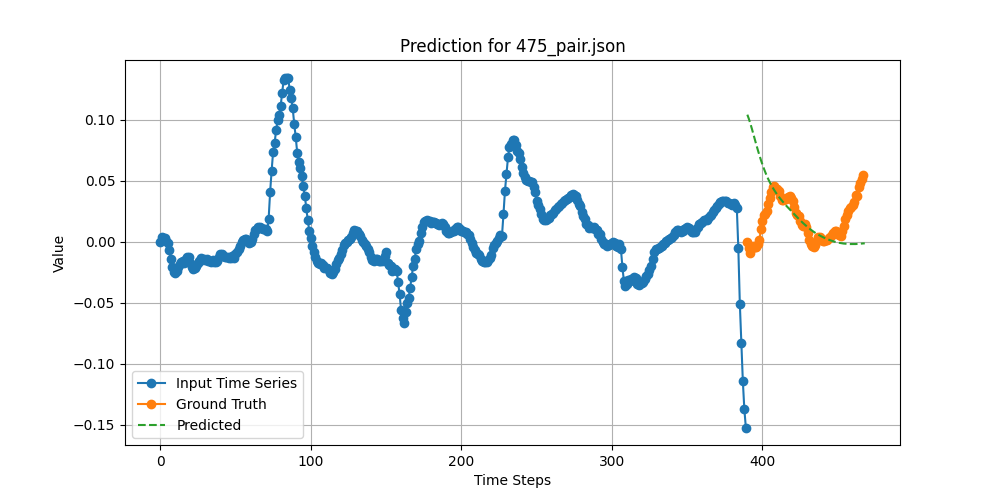 Prediction for 475_pair.json
Value
0.10
0.05
0.00
−0.05
−0.10
−0.15
Input Time Series
Ground Truth
Predicted
0
100
200
300
400
Time Steps